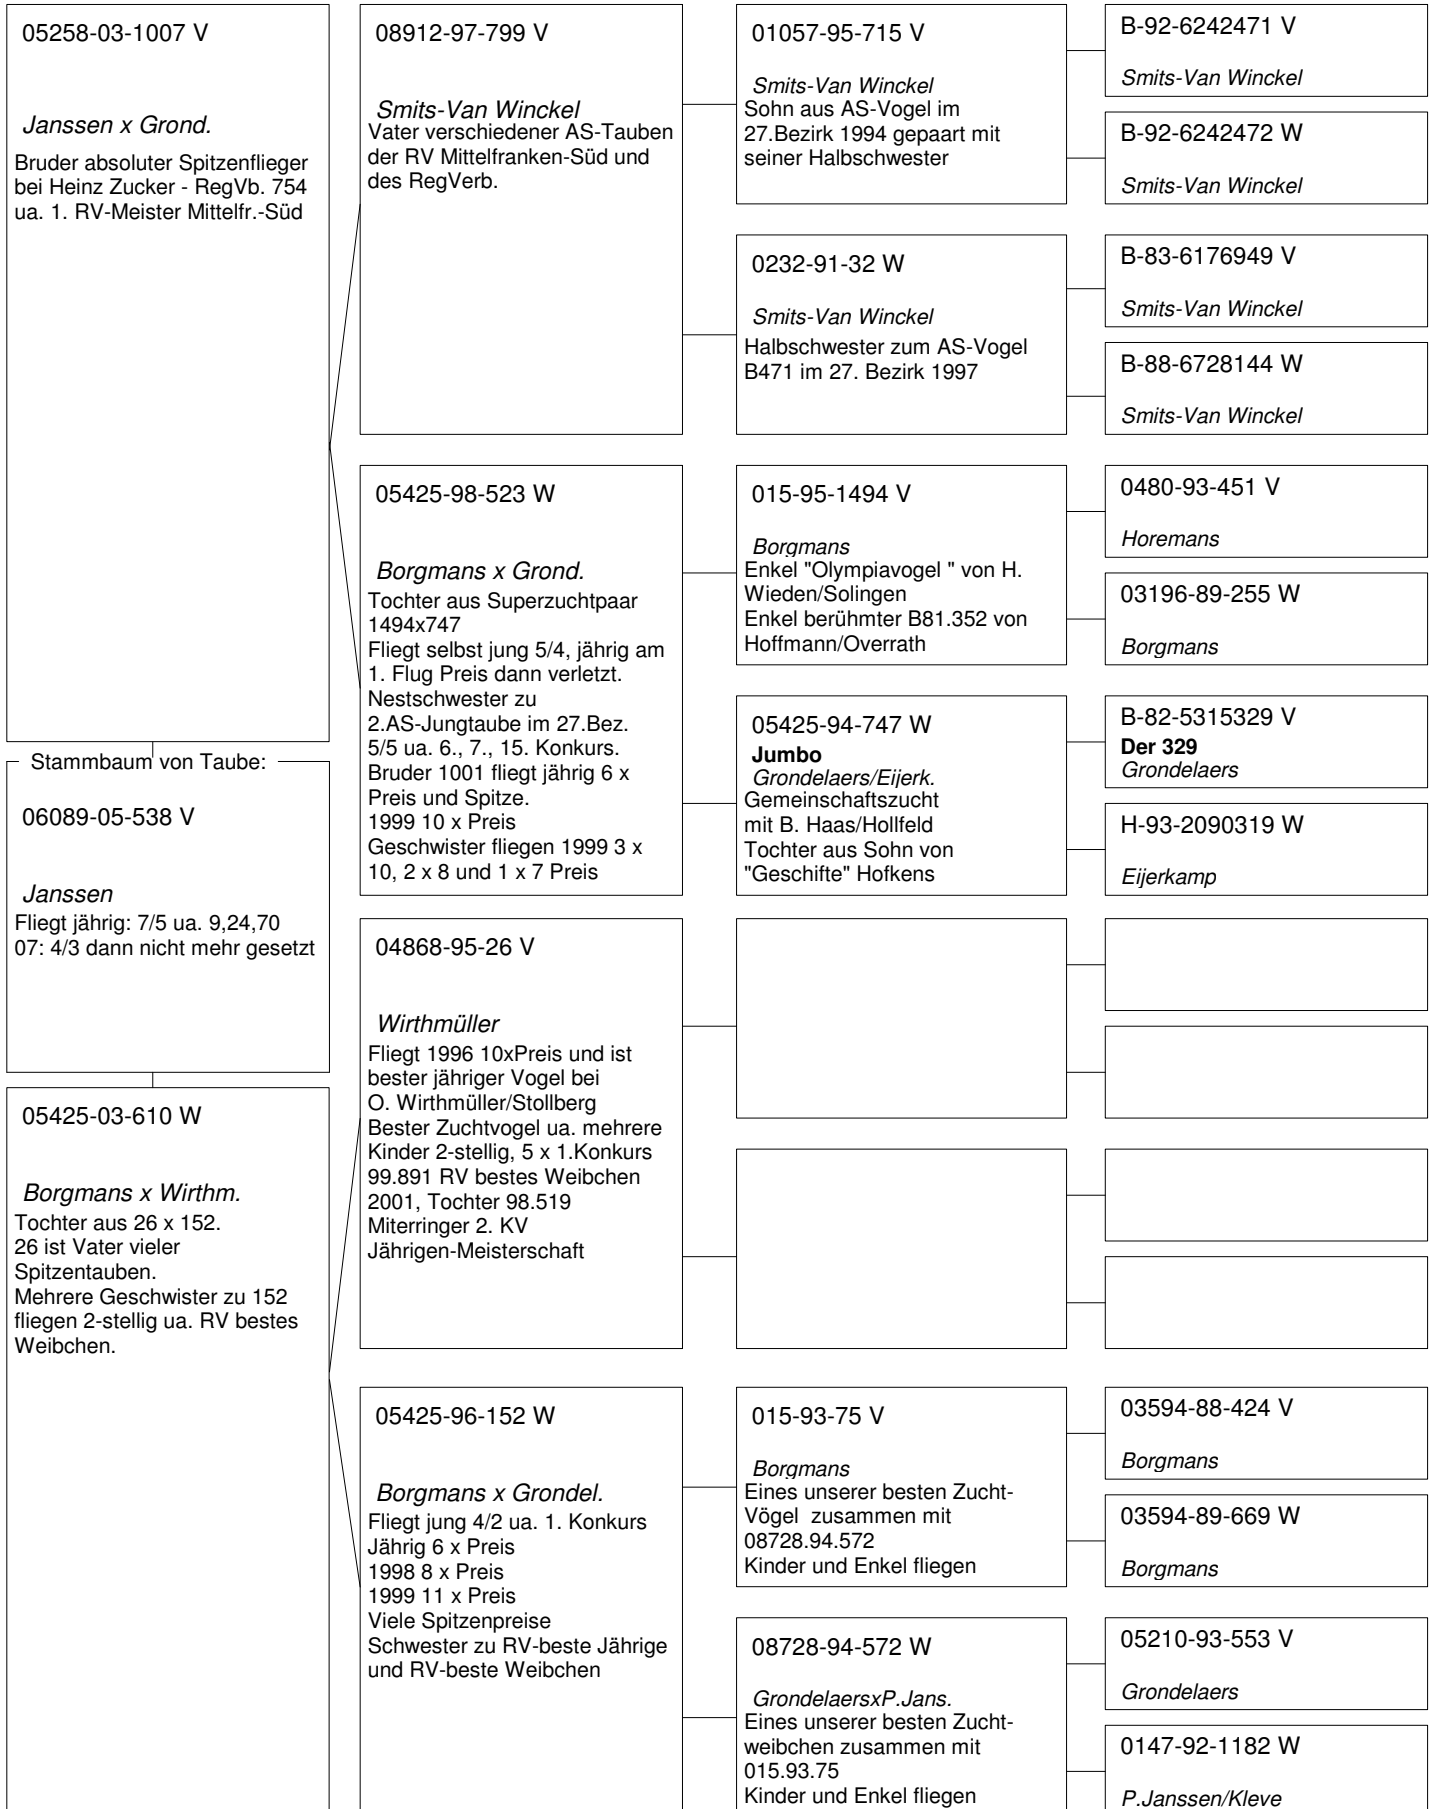 05258-03-1007 V
Janssen x Grond.
Bruder absoluter Spitzenflieger
bei Heinz Zucker - RegVb. 754
ua. 1. RV-Meister Mittelfr.-Süd
Stammbaum von Taube:
06089-05-538 V
Janssen
Fliegt jährig: 7/5 ua. 9,24,70
07: 4/3 dann nicht mehr gesetzt
05425-03-610 W
Borgmans x Wirthm.
Tochter aus 26 x 152.
26 ist Vater vieler
Spitzentauben.
Mehrere Geschwister zu 152
fliegen 2-stellig ua. RV bestes
Weibchen.
08912-97-799 V
Smits-Van Winckel
Vater verschiedener AS-Tauben
der RV Mittelfranken-Süd und
des RegVerb.
05425-98-523 W
Borgmans x Grond.
Tochter aus Superzuchtpaar
1494x747
Fliegt selbst jung 5/4, jährig am
1. Flug Preis dann verletzt.
Nestschwester zu
2.AS-Jungtaube im 27.Bez.
5/5 ua. 6., 7., 15. Konkurs.
Bruder 1001 fliegt jährig 6 x
Preis und Spitze.
1999 10 x Preis
Geschwister fliegen 1999 3 x
10, 2 x 8 und 1 x 7 Preis
04868-95-26 V
Wirthmüller
Fliegt 1996 10xPreis und ist
bester jähriger Vogel bei
O. Wirthmüller/Stollberg
Bester Zuchtvogel ua. mehrere
Kinder 2-stellig, 5 x 1.Konkurs
99.891 RV bestes Weibchen
2001, Tochter 98.519
Miterringer 2. KV
Jährigen-Meisterschaft
05425-96-152 W
Borgmans x Grondel.
Fliegt jung 4/2 ua. 1. Konkurs
Jährig 6 x Preis
1998 8 x Preis
1999 11 x Preis
Viele Spitzenpreise
Schwester zu RV-beste Jährige
und RV-beste Weibchen
01057-95-715 V
Smits-Van Winckel
Sohn aus AS-Vogel im
27.Bezirk 1994 gepaart mit
seiner Halbschwester
0232-91-32 W
Smits-Van Winckel
Halbschwester zum AS-Vogel
B471 im 27. Bezirk 1997
015-95-1494 V
Borgmans
Enkel "Olympiavogel " von H.
Wieden/Solingen
Enkel berühmter B81.352 von
Hoffmann/Overrath
05425-94-747 W
Jumbo
Grondelaers/Eijerk.
Gemeinschaftszucht
mit B. Haas/Hollfeld
Tochter aus Sohn von
"Geschifte" Hofkens
015-93-75 V
Borgmans
Eines unserer besten Zucht-
Vögel  zusammen mit
08728.94.572
Kinder und Enkel fliegen
08728-94-572 W
GrondelaersxP.Jans.
Eines unserer besten Zucht-
weibchen zusammen mit
015.93.75
Kinder und Enkel fliegen
B-92-6242471 V
Smits-Van Winckel
B-92-6242472 W
Smits-Van Winckel
B-83-6176949 V
Smits-Van Winckel
B-88-6728144 W
Smits-Van Winckel
0480-93-451 V
Horemans
03196-89-255 W
Borgmans
B-82-5315329 V
Der 329
Grondelaers
H-93-2090319 W
Eijerkamp
03594-88-424 V
Borgmans
03594-89-669 W
Borgmans
05210-93-553 V
Grondelaers
0147-92-1182 W
P.Janssen/Kleve